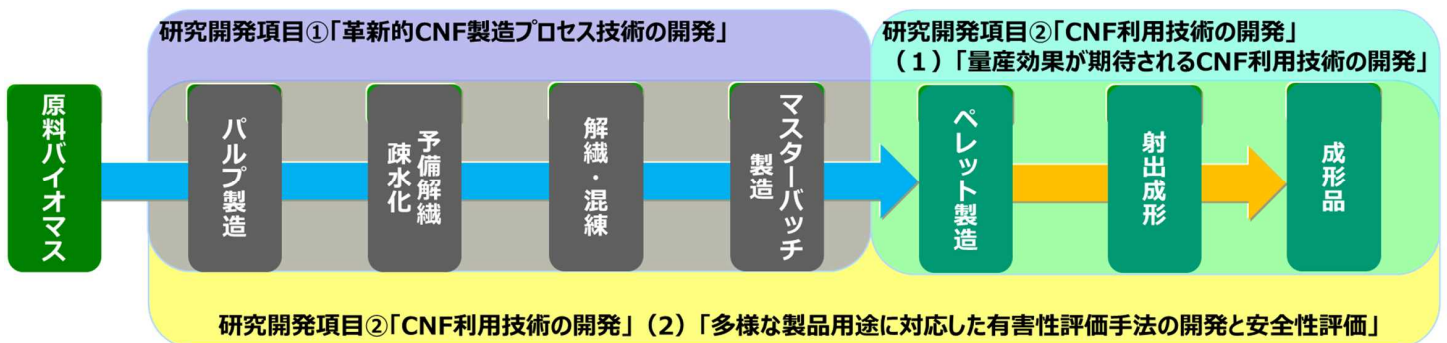 研究開発項目①「革新的CNF製造プロセス技術の開発」
研究開発項目②「CNF利用技術の開発」
（１）「量産効果が期待されるCNF利用技術の開発」
原料バイオマス
パルプ製造
予備解繊
疎水化
解繊・混練
マスターバッチ
製造
ペレット製造
射出成形
成形品
研究開発項目②「CNF利用技術の開発」（２）「多様な製品用途に対応した有害性評価手法の開発と安全性評価」